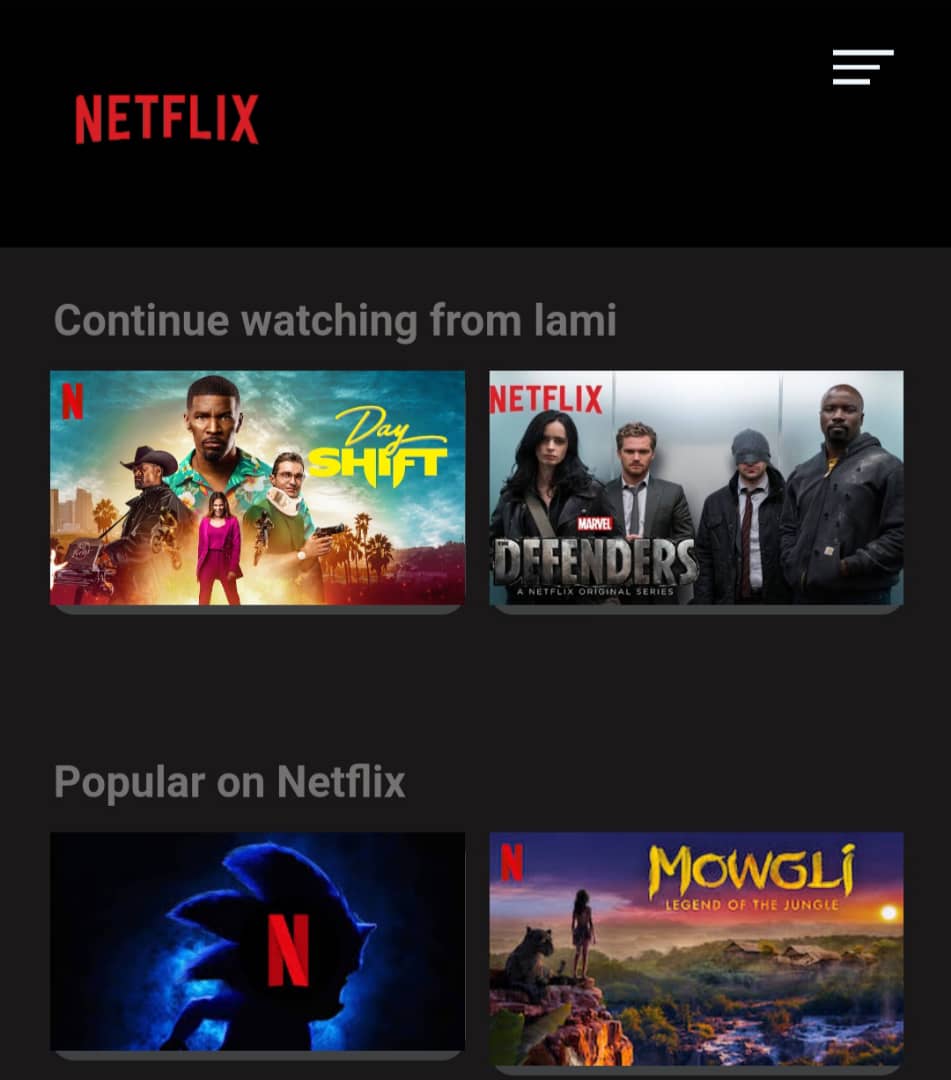 NETFLIX
Continue watching from lami
N
Day
SHIFT
NETFLIX
MARVEL
THE
DEFENDERS
A NETFLIX ORIGINAL SERIES
Popular on Netflix
N
N
MOWGLI
LEGEND OF THE JUNGLE